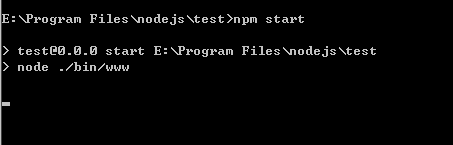 E:\Program Files\nodejs\test>npm start
> test@0.0.0 start E:\Program Files\nodejs\test
> node ./bin/www